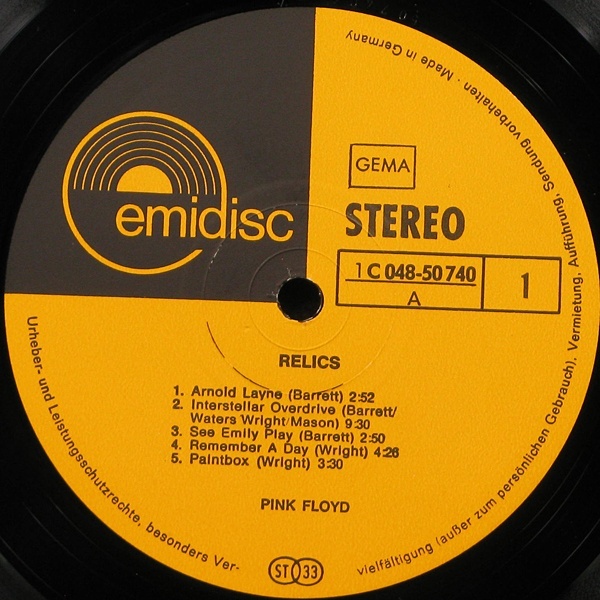 emidisc
GEMA
STEREO
1 C 048-50 740
A
1
RELICS
1. Arnold Layne (Barrett) 2:52
2. Interstellar Overdrive (Barrett/
Waters Wright/Mason) 9:30
3. See Emily Play (Barrett) 2:50
4. Remember A Day (Wright) 4:26
5. Paintbox (Wright) 3:30
PINK FLOYD
ST 33
Urheber- und Leistungsschutzrechte, besonders Ver-
vielfältigung (außer zum persönlichen Gebrauch), Vermietung, Aufführung, Sendung vorbehalten · Made in Germany